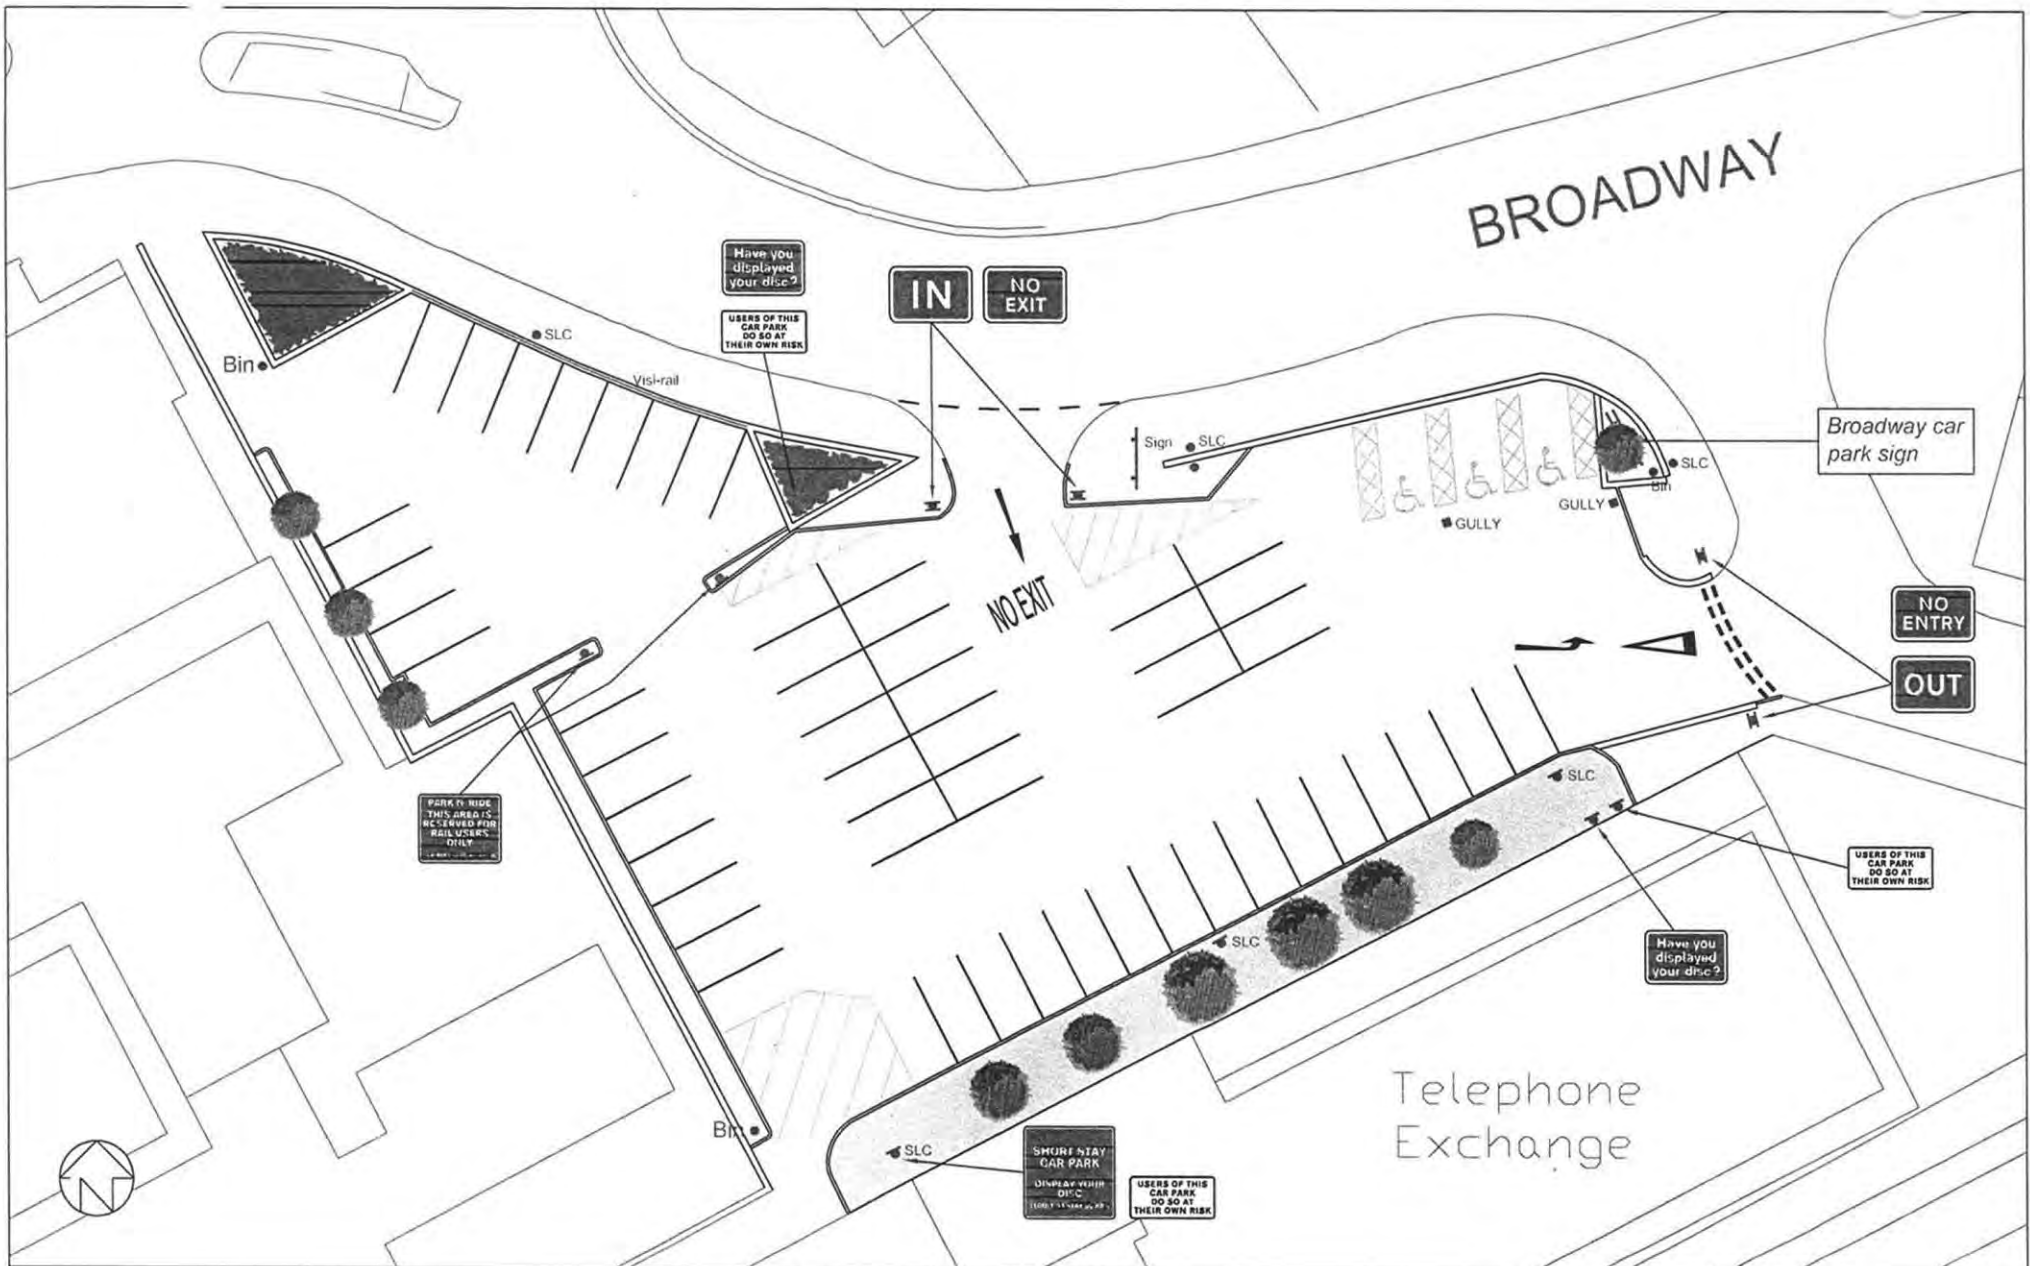 BROADWAY
Have you
displayed
your disc?
IN
NO
EXIT
USERS OF THIS
CAR PARK
DO SO AT
THEIR OWN RISK
SLC
Bin
Visi-rail
Sign
SLC
Broadway car
park sign
SLC
Bin
GULLY
GULLY
NO EXIT
NO
ENTRY
OUT
SLC
PARK N RIDE
THIS AREA IS
RESERVED FOR
RAIL USERS
ONLY
USERS OF THIS
CAR PARK
DO SO AT
THEIR OWN RISK
SLC
Have you
displayed
your disc?
Telephone
Exchange
Bin
SLC
SHORT STAY
CAR PARK
DISPLAY YOUR
DISC
USERS OF THIS
CAR PARK
DO SO AT
THEIR OWN RISK
N